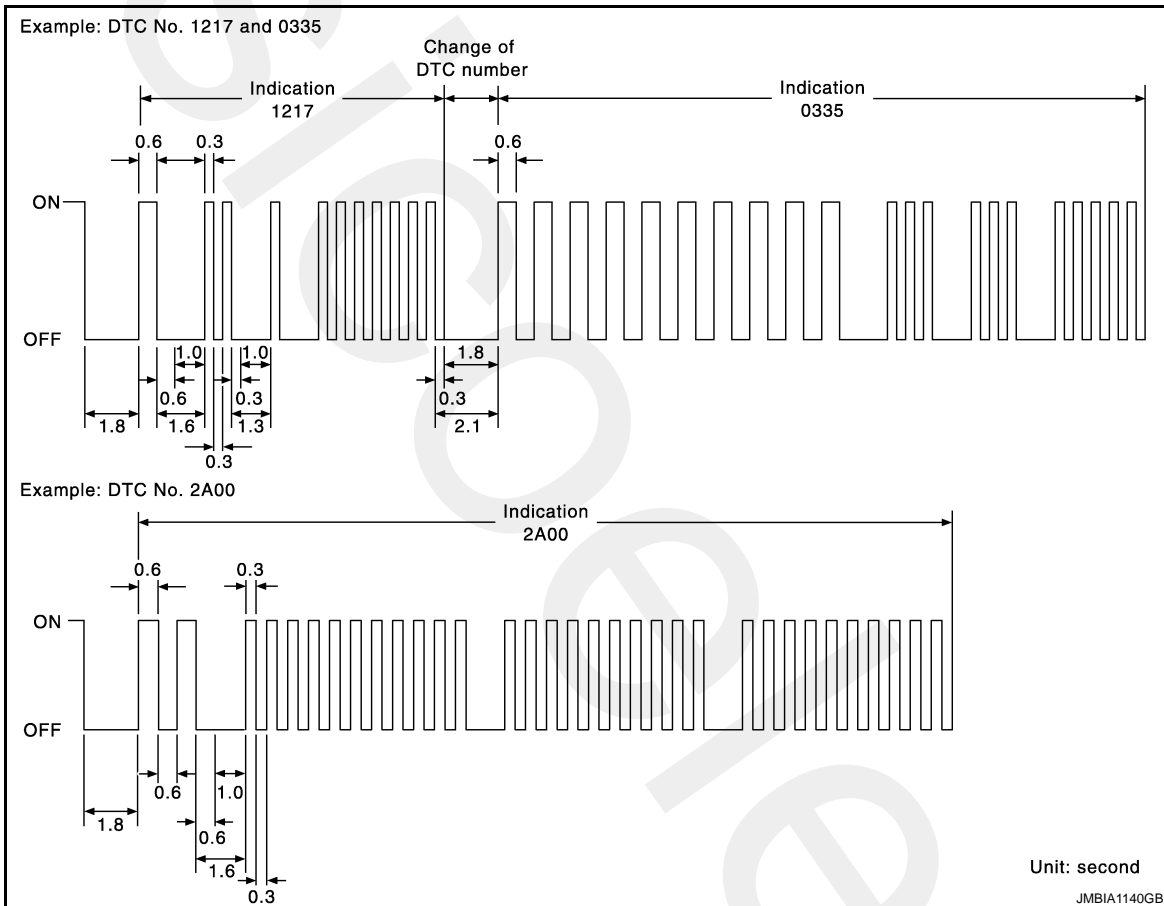 Example: DTC No. 1217 and 0335
Change of
DTC number
Indication
1217
Indication
0335
0.6
0.3
0.6
ON
OFF
1.0
1.0
1.8
0.6
0.3
0.3
1.8
1.6
1.3
2.1
0.3
Example: DTC No. 2A00
Indication
2A00
0.6
0.3
ON
OFF
0.6
1.0
1.8
0.6
1.6
0.3
Unit: second
JMBIA1140GB